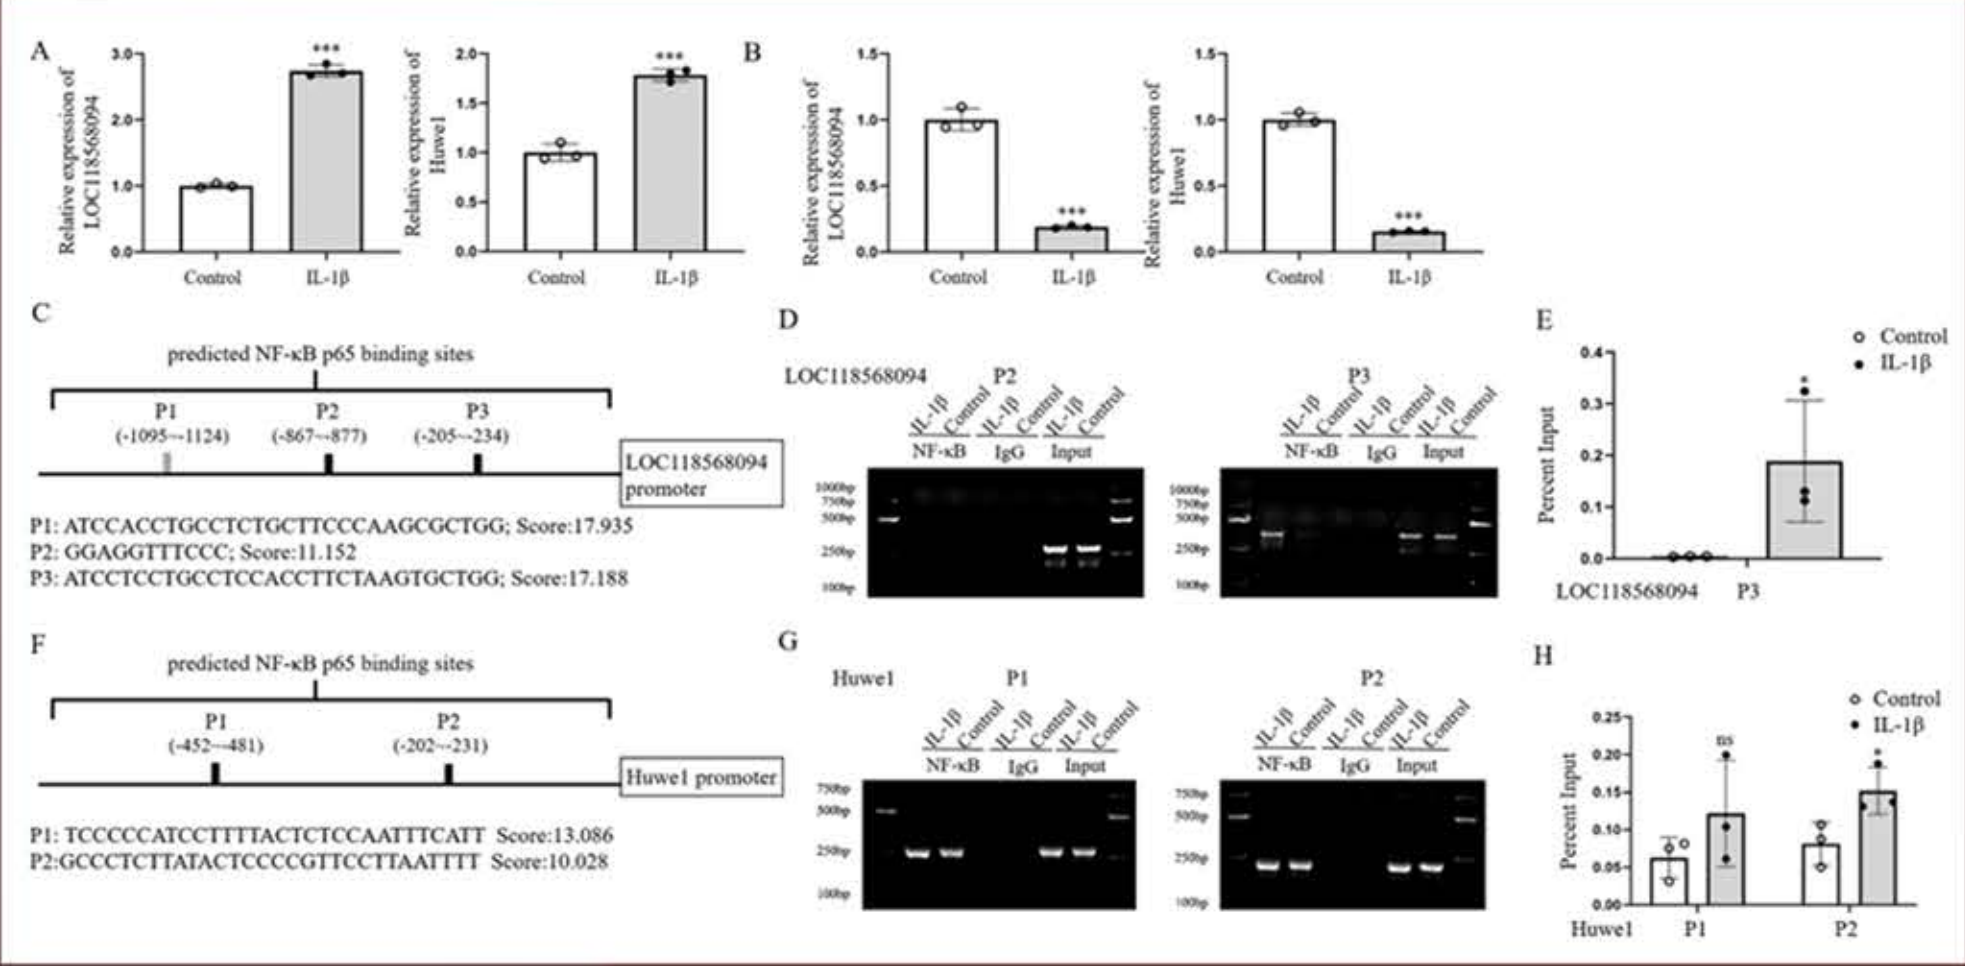 A
Relative expression of
LOC118568094
3.0
2.0
1.0
0.0
***
Control
IL-1β
Relative expression of
Huwe1
2.0
1.5
1.0
0.5
0.0
***
Control
IL-1β
B
Relative expression of
LOC118568094
1.5
1.0
0.5
0.0
***
Control
IL-1β
Relative expression of
Huwe1
1.5
1.0
0.5
0.0
***
Control
IL-1β
C
predicted NF-κB p65 binding sites
P1 P2 P3
(-1095~-1124) (-867~-877) (-205~-234)
LOC118568094
promoter
P1: ATCCACCTGCCTCTGCTTCCCAAGCGCTGG; Score:17.935
P2: GGAGGTTTCCC; Score:11.152
P3: ATCCTCCTGCCTCCACCTTCTAAGTGCTGG; Score:17.188
D
LOC118568094 P2
IL-1β Control IL-1β Control IL-1β Control
NF-κB IgG Input
1000bp
750bp
500bp
250bp
100bp
P3
IL-1β Control IL-1β Control IL-1β Control
NF-κB IgG Input
1000bp
750bp
500bp
250bp
100bp
E
Control
IL-1β
Percent Input
0.4
0.3
0.2
0.1
0.0
*
LOC118568094 P3
F
predicted NF-κB p65 binding sites
P1 P2
(-452~-481) (-202~-231)
Huwe1 promoter
P1: TCCCCCATCCTTTTACTCTCCAATTTCATT Score:13.086
P2:GCCCTCTTATACTCCCCGTTCCTTAATTTT Score:10.028
G
Huwe1 P1
IL-1β Control IL-1β Control IL-1β Control
NF-κB IgG Input
750bp
500bp
250bp
100bp
P2
IL-1β Control IL-1β Control IL-1β Control
NF-κB IgG Input
750bp
500bp
250bp
100bp
H
Control
IL-1β
Percent Input
0.25
0.20
0.15
0.10
0.05
0.00
ns
*
Huwe1 P1 P2